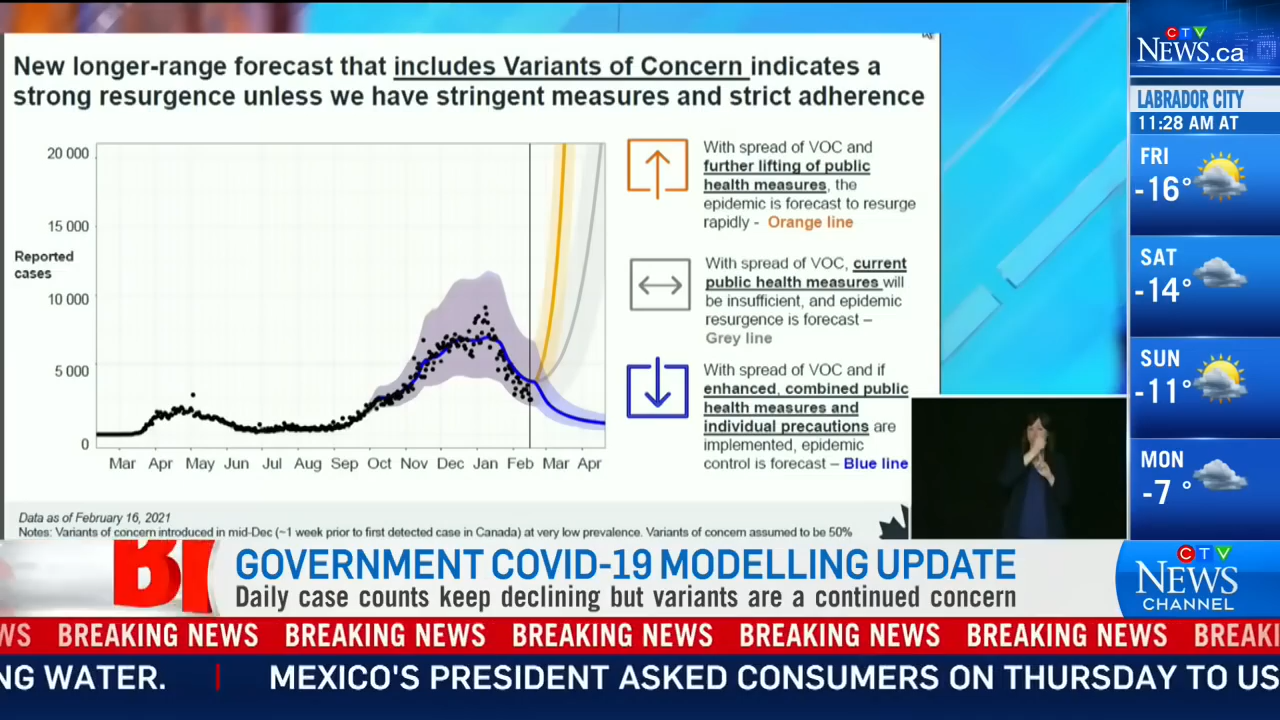 New longer-range forecast that includes Variants of Concern indicates a
strong resurgence unless we have stringent measures and strict adherence
20 000
15 000
Reported
cases
10 000
5 000
0
Mar Apr May Jun Jul Aug Sep Oct Nov Dec Jan Feb Mar Apr
With spread of VOC and
further lifting of public
health measures, the
epidemic is forecast to resurge
rapidly - Orange line
With spread of VOC, current
public health measures will
be insufficient, and epidemic
resurgence is forecast –
Grey line
With spread of VOC and if
enhanced, combined public
health measures and
individual precautions are
implemented, epidemic
control is forecast – Blue line
Data as of February 16, 2021
Notes: Variants of concern introduced in mid-Dec (~1 week prior to first detected case in Canada) at very low prevalence. Variants of concern assumed to be 50%
CTV
NEWS.ca
LABRADOR CITY
11:28 AM AT
FRI
-16°
SAT
-14°
SUN
-11°
MON
-7 °
BI
GOVERNMENT COVID-19 MODELLING UPDATE
Daily case counts keep declining but variants are a continued concern
CTV
NEWS
CHANNEL
WS BREAKING NEWS BREAKING NEWS BREAKING NEWS BREAKING NEWS BREAKING NEWS BREAKI
NG WATER. | MEXICO'S PRESIDENT ASKED CONSUMERS ON THURSDAY TO US